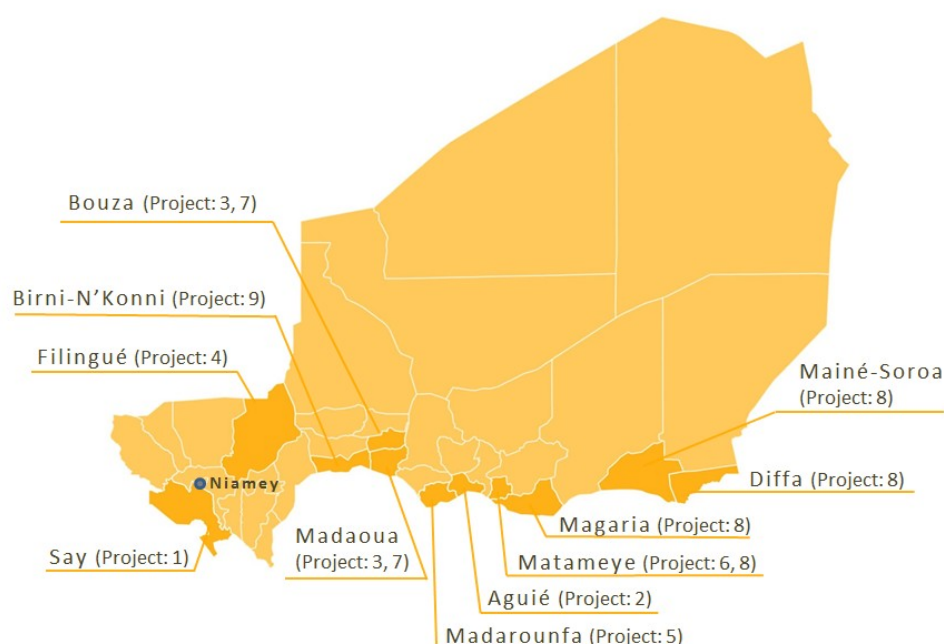 Bouza (Project: 3, 7)
Birni-N’Konni (Project: 9)
Filingué (Project: 4)
Mainé-Soroa
(Project: 8)
Niamey
Diffa (Project: 8)
Say (Project: 1)
Madaoua
(Project: 3, 7)
Magaria (Project: 8)
Matameye (Project: 6, 8)
Aguié (Project: 2)
Madarounfa (Project: 5)